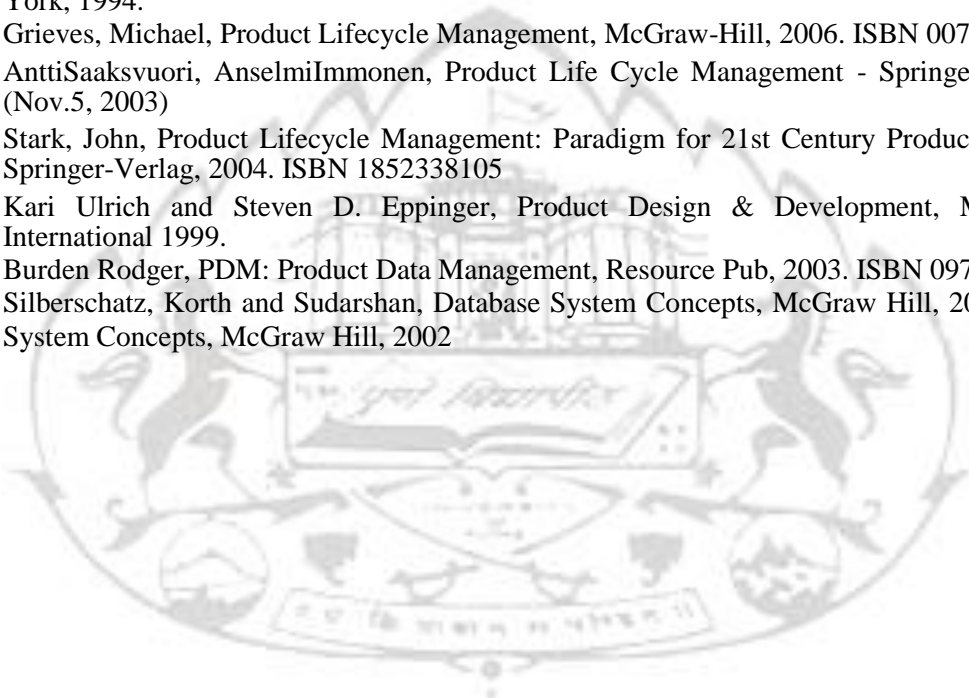 York, 1994.
Grieves, Michael, Product Lifecycle Management, McGraw-Hill, 2006. ISBN 007
AnttiSaaksvuori, AnselmiImmonen, Product Life Cycle Management - Springe
(Nov.5, 2003)
Stark, John, Product Lifecycle Management: Paradigm for 21st Century Produc
Springer-Verlag, 2004. ISBN 1852338105
Kari Ulrich and Steven D. Eppinger, Product Design & Development, M
International 1999.
Burden Rodger, PDM: Product Data Management, Resource Pub, 2003. ISBN 097
Silberschatz, Korth and Sudarshan, Database System Concepts, McGraw Hill, 20
System Concepts, McGraw Hill, 2002